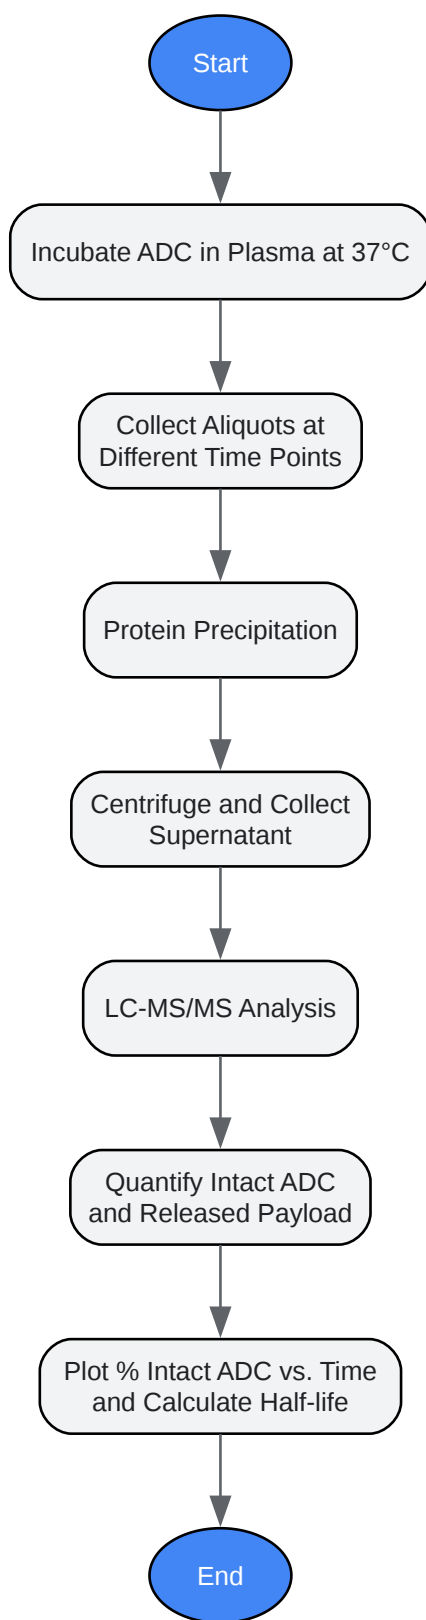 Start
Incubate ADC in Plasma at 37°C
Collect Aliquots at
Different Time Points
Protein Precipitation
Centrifuge and Collect
Supernatant
LC-MS/MS Analysis
Quantify Intact ADC
and Released Payload
Plot % Intact ADC vs. Time
and Calculate Half-life
End